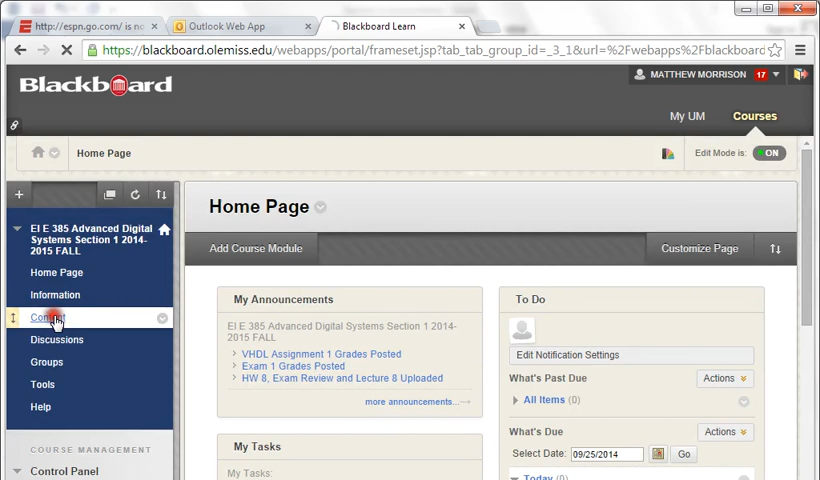 http://espn.go.com/ is no
Outlook Web App
Blackboard Learn
https://blackboard.olemiss.edu/webapps/portal/frameset.jsp?tab_tab_group_id=_3_1&url=%2Fwebapps%2Fblackboard
Blackboard
MATTHEW MORRISON 17
My UM
Courses
Home Page
Edit Mode is: ON
EI E 385 Advanced Digital
Systems Section 1 2014-
2015 FALL
Home Page
Information
Content
Discussions
Groups
Tools
Help
COURSE MANAGEMENT
Control Panel
Home Page
Add Course Module
Customize Page
My Announcements
EI E 385 Advanced Digital Systems Section 1 2014-
2015 FALL
VHDL Assignment 1 Grades Posted
Exam 1 Grades Posted
HW 8, Exam Review and Lecture 8 Uploaded
more announcements...
My Tasks
My Tasks:
To Do
Edit Notification Settings
What's Past Due
Actions
All Items (0)
What's Due
Actions
Select Date: 09/25/2014 Go
Today (0)